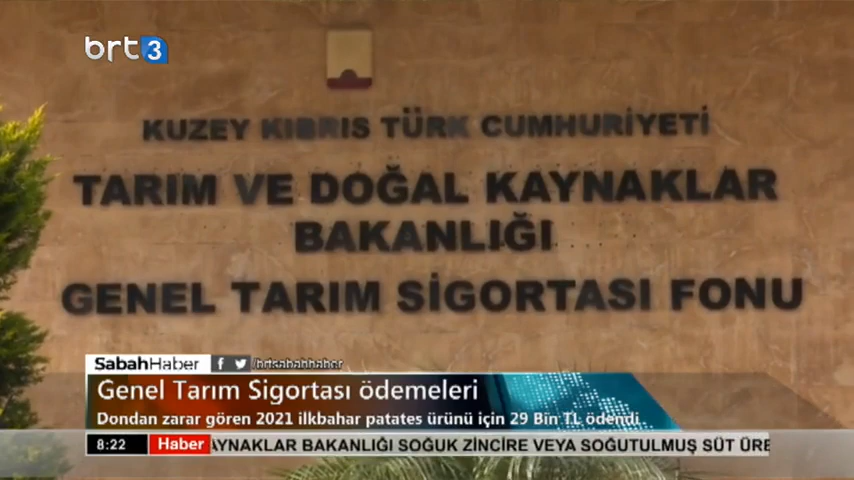 brt3
KUZEY KIBRIS TÜRK CUMHURİYETİ
TARIM VE DOĞAL KAYNAKLAR
BAKANLIĞI
GENEL TARIM SİGORTASI FONU
SabahHaber /brtsabahhaber
Genel Tarım Sigortası ödemeleri
Dondan zarar gören 2021 ilkbahar patates ürünü için 29 Bin TL ödendi
8:22 Haber AYNAKLAR BAKANLIĞI SOĞUK ZİNCİRE VEYA SOĞUTULMUŞ SÜT ÜRE